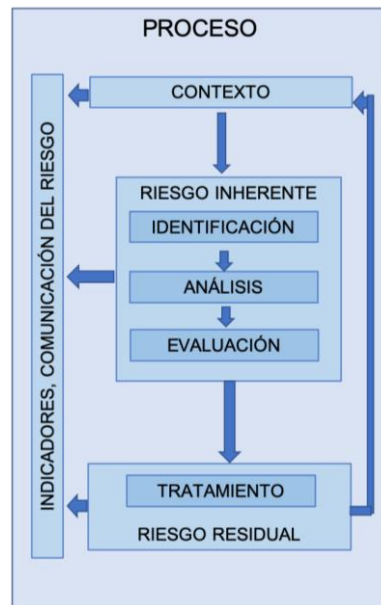 PROCESO
INDICADORES, COMUNICACIÓN DEL RIESGO
CONTEXTO
RIESGO INHERENTE
IDENTIFICACIÓN
ANÁLISIS
EVALUACIÓN
TRATAMIENTO
RIESGO RESIDUAL